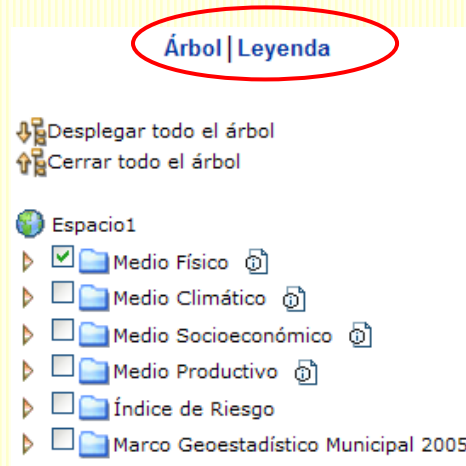 Árbol|Leyenda
Desplegar todo el árbol
Cerrar todo el árbol
Espacio1
Medio Físico
Medio Climático
Medio Socioeconómico
Medio Productivo
Índice de Riesgo
Marco Geoestadístico Municipal 2005